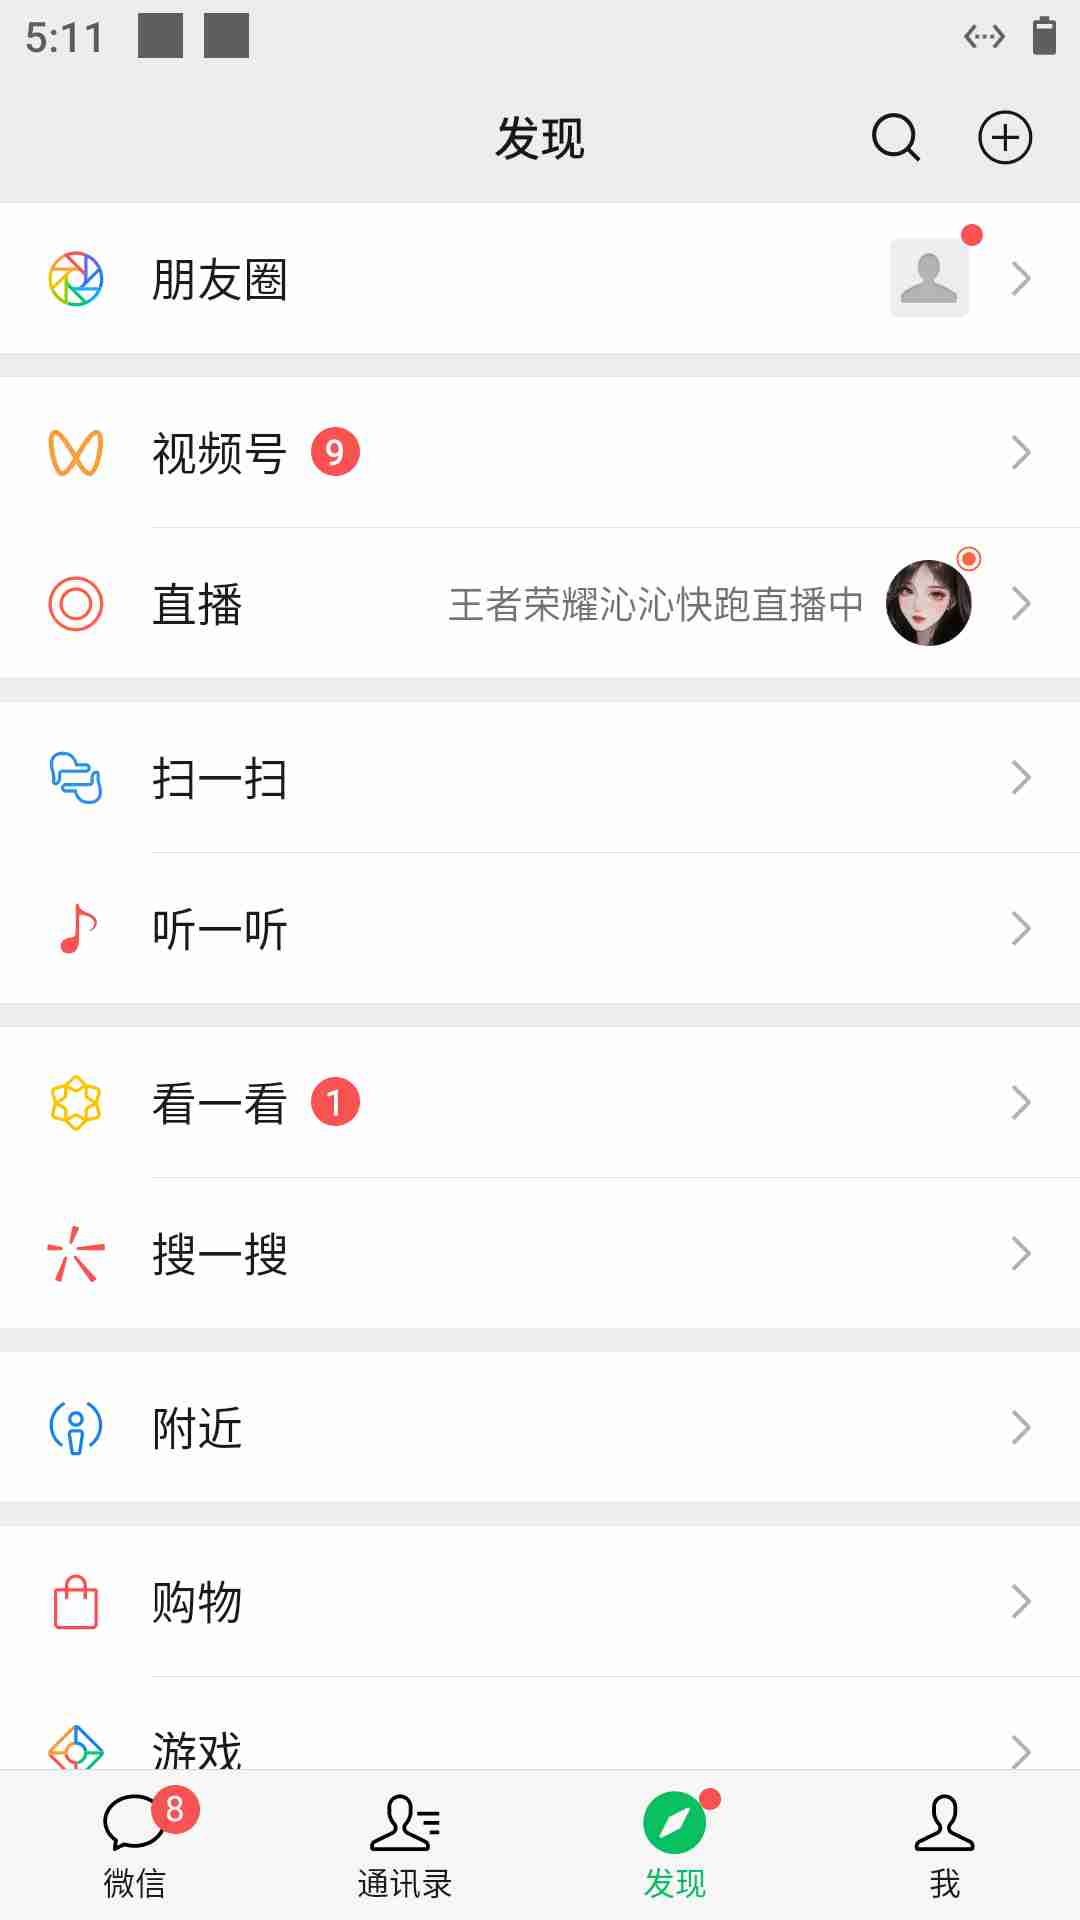 5:11
发现
朋友圈
视频号 9
直播 王者荣耀沁沁快跑直播中
扫一扫
听一听
看一看 1
搜一搜
附近
购物
游戏
8
微信 通讯录 发现 我